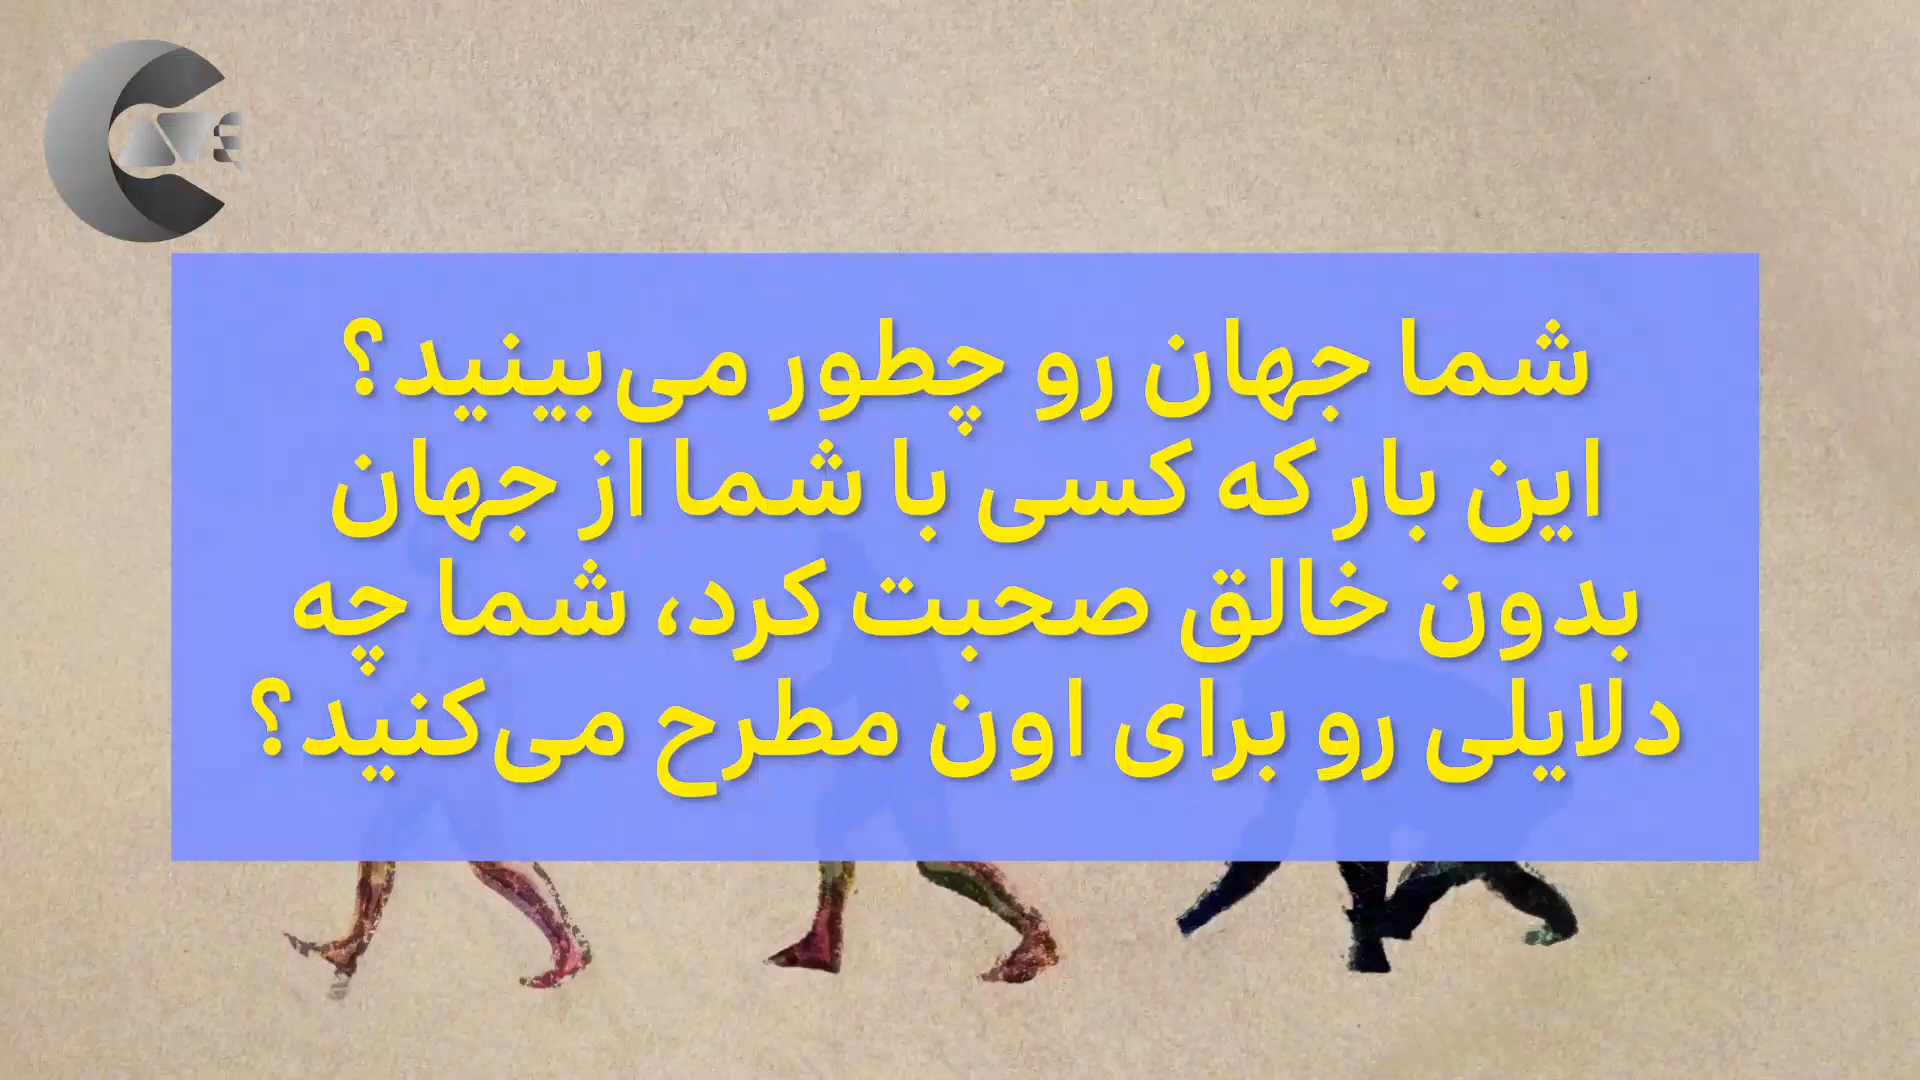 CAVE
شما جهان رو چطور می‌بینید؟
این بار که کسی با شما از جهان
بدون خالق صحبت کرد، شما چه
دلایلی رو برای اون مطرح می‌کنید؟